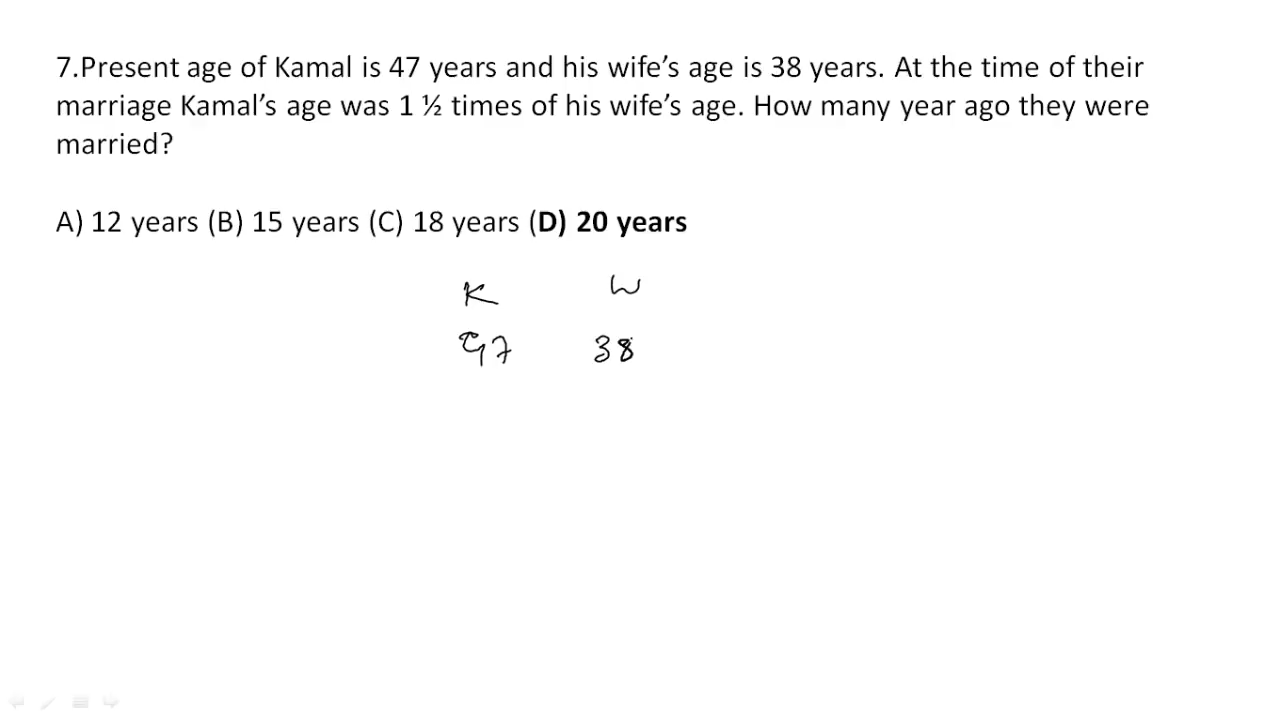 7.Present age of Kamal is 47 years and his wife’s age is 38 years. At the time of their
marriage Kamal’s age was 1 ½ times of his wife’s age. How many year ago they were
married?
A) 12 years (B) 15 years (C) 18 years (D) 20 years
K W
47 38